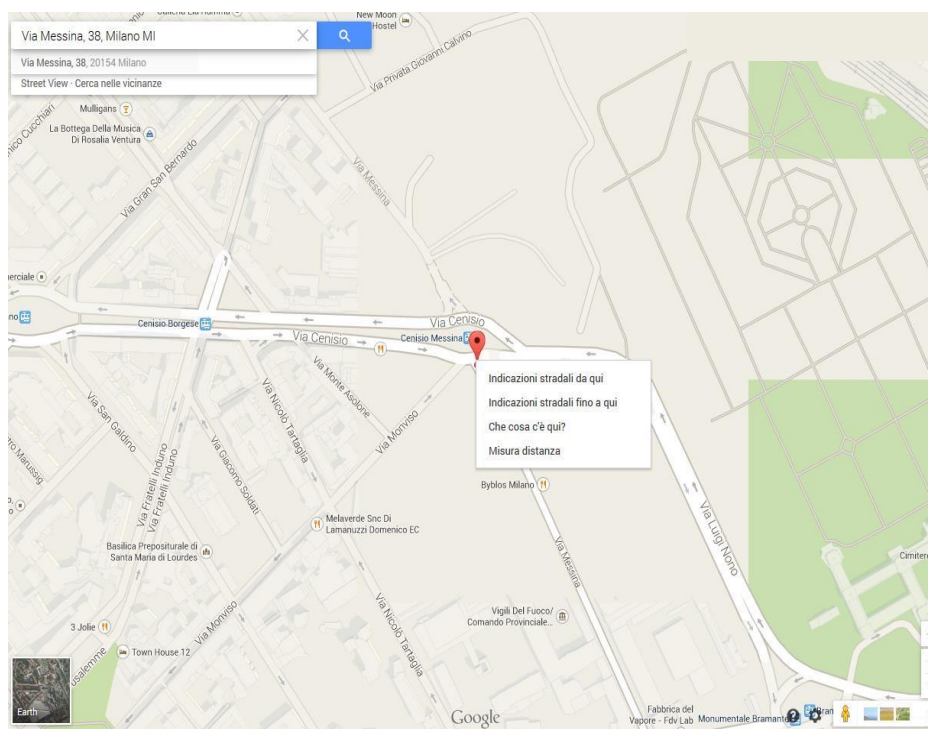 New Moon
Hostel
Via Messina, 38, Milano MI
Via Messina, 38, 20154 Milano
Street View · Cerca nelle vicinanze
Via Privata Giovanni Calvino
Mulligans
La Bottega Della Musica
Di Rosalia Ventura
Via Gran San Bernardo
Via Messina
Cenisio Borgese
Via Cenisio
Via Cenisio
Cenisio Messina
Indicazioni stradali da qui
Indicazioni stradali fino a qui
Che cosa c'è qui?
Misura distanza
Via Monte Asolone
Via Nicolò Tartaglia
Via Monviso
Via San Galdino
Via Giacomo Soldati
Via Fratelli Induno
Via Fratelli Induno
Byblos Milano
Via Luigi Nono
Melaverde Snc Di
Lamanuzzi Domenico EC
Basilica Prepositurale di
Santa Maria di Lourdes
Via Messina
Cimiter
Vigili Del Fuoco/
Comando Provinciale...
3 Jolie
Via Monviso
Via Nicolò Tartaglia
Town House 12
Earth
Google
Fabbrica del
Vapore - Fdv Lab
Monumentale Bramante